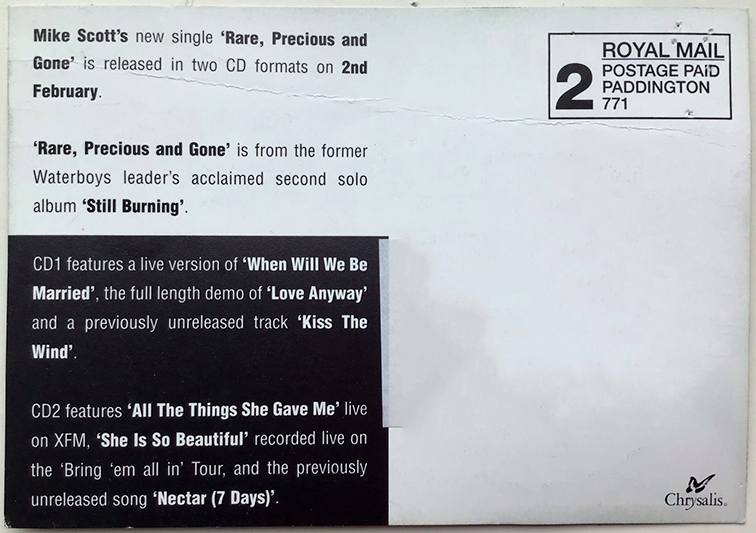 Mike Scott's new single 'Rare, Precious and
Gone' is released in two CD formats on 2nd
February.
'Rare, Precious and Gone' is from the former
Waterboys leader's acclaimed second solo
album 'Still Burning'.
CD1 features a live version of 'When Will We Be
Married', the full length demo of 'Love Anyway'
and a previously unreleased track 'Kiss The
Wind'.
CD2 features 'All The Things She Gave Me' live
on XFM, 'She Is So Beautiful' recorded live on
the 'Bring 'em all in' Tour, and the previously
unreleased song 'Nectar (7 Days)'.
2
ROYAL MAIL
POSTAGE PAID
PADDINGTON
771
Chrysalis®